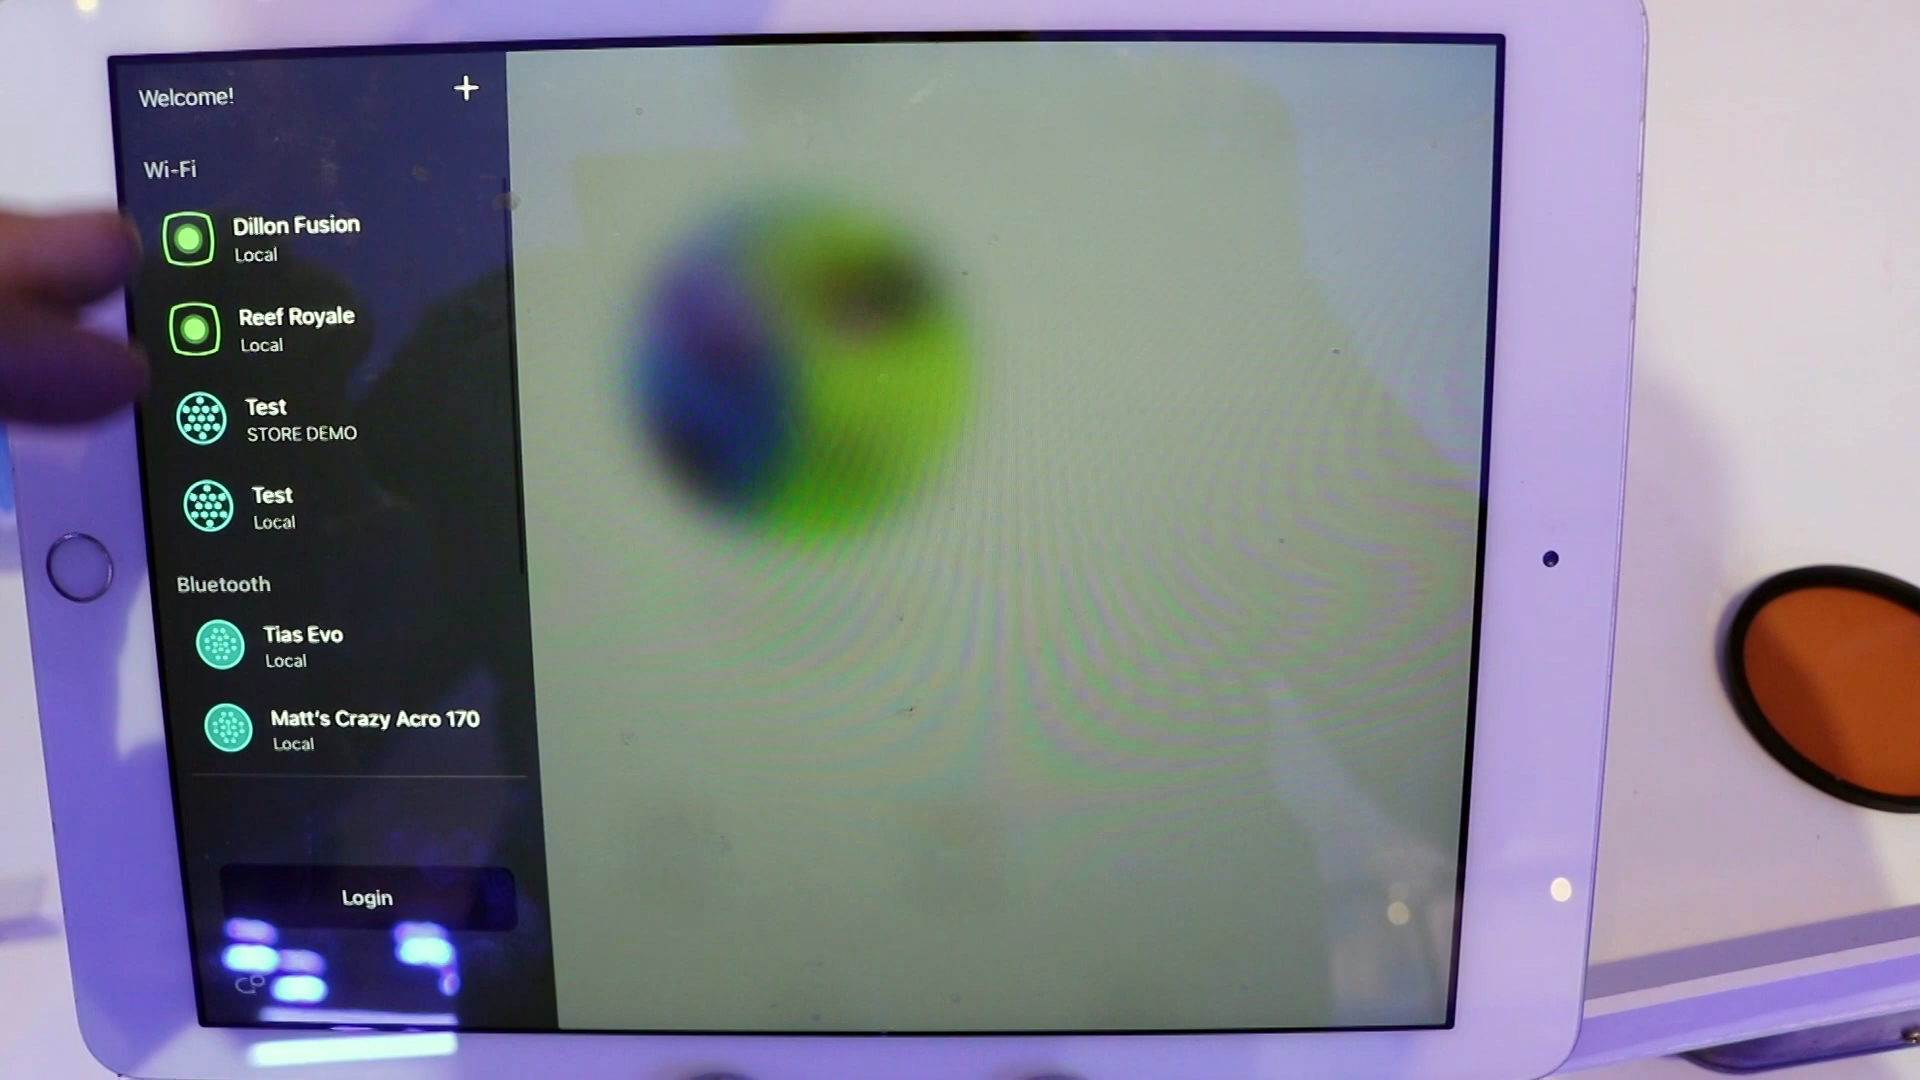 Welcome!
Wi-Fi
Dillon Fusion
Local
Reef Royale
Local
Test
STORE DEMO
Test
Local
Bluetooth
Tias Evo
Local
Matt's Crazy Acro 170
Local
Login